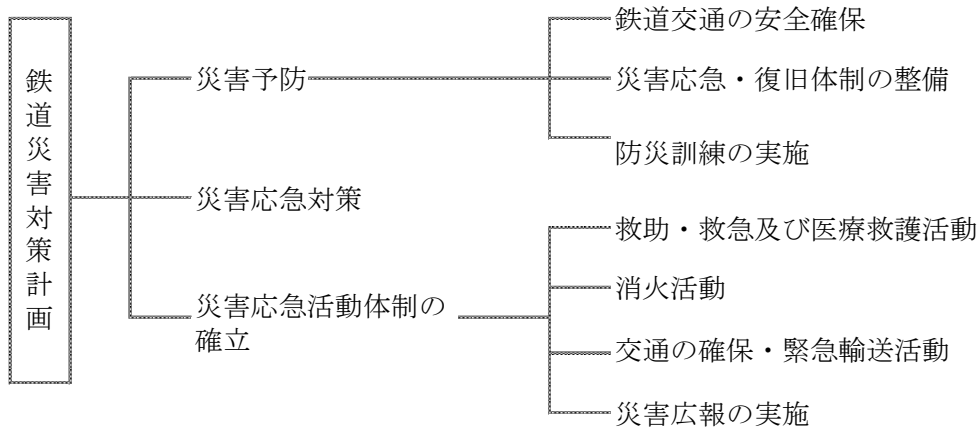 鉄道災害対策計画
災害予防
鉄道交通の安全確保
災害応急・復旧体制の整備
防災訓練の実施
災害応急対策
災害応急活動体制の
確立
救助・救急及び医療救護活動
消火活動
交通の確保・緊急輸送活動
災害広報の実施